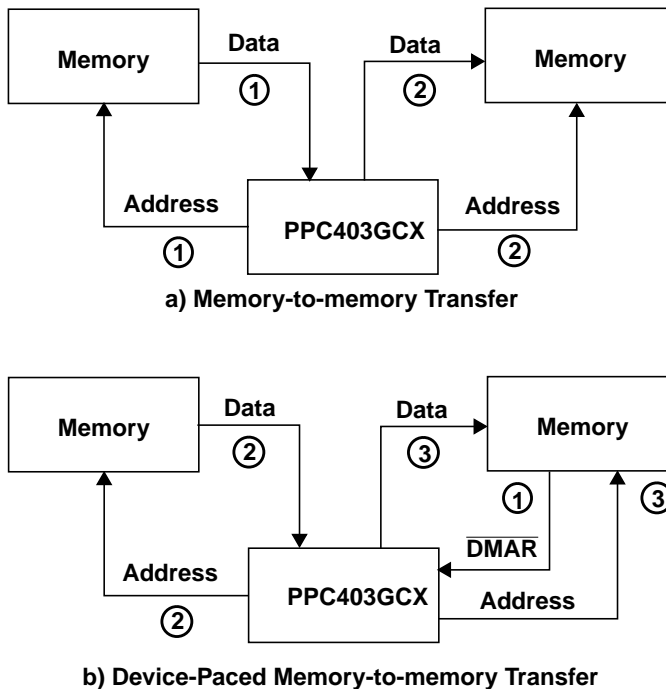 Data
Data
Memory
Memory
①
②
Address
PPC403GCX
Address
①
②
a) Memory-to-memory Transfer
Data
Data
Memory
Memory
②
③
①
③
DMAR
Address
PPC403GCX
Address
②
b) Device-Paced Memory-to-memory Transfer